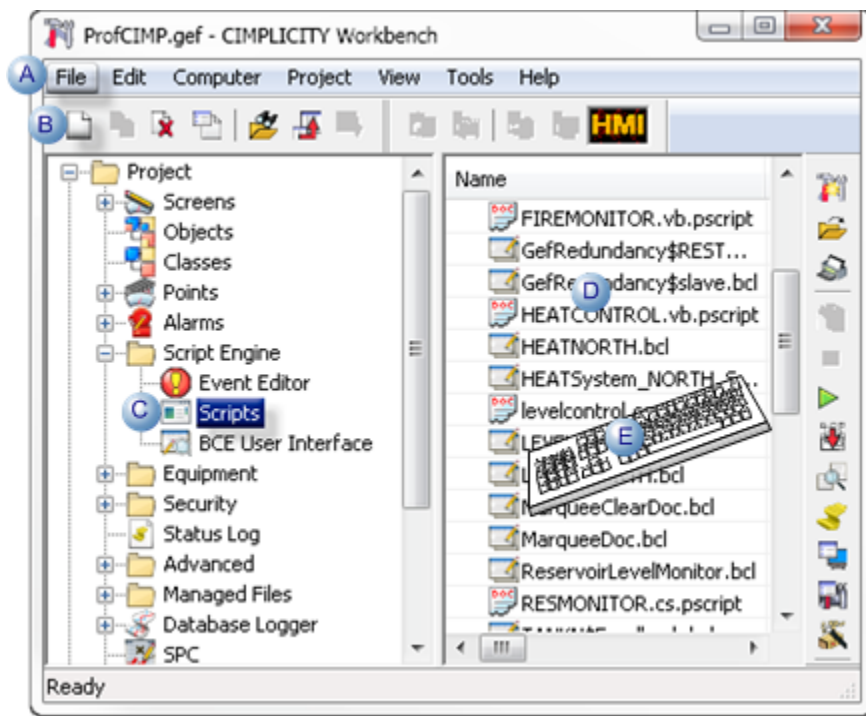 ProfCIMP.gef - CIMPLICITY Workbench
A File Edit Computer Project View Tools Help
B HMI
Project
Screens
Objects
Classes
Points
Alarms
Script Engine
Event Editor
C Scripts
BCE User Interface
Equipment
Security
Status Log
Advanced
Managed Files
Database Logger
SPC
Name
FIREMONITOR.vb.pscript
GefRedundancy$REST...
GefRedundancy$slave.bcl
D
HEATCONTROL.vb.pscript
HEATNORTH.bcl
HEATSystem_NORTH_S...
levelcontrol.
E
MarqueeClearDoc.bcl
MarqueeDoc.bcl
ReservoirLevelMonitor.bcl
RESMONITOR.cs.pscript
Ready